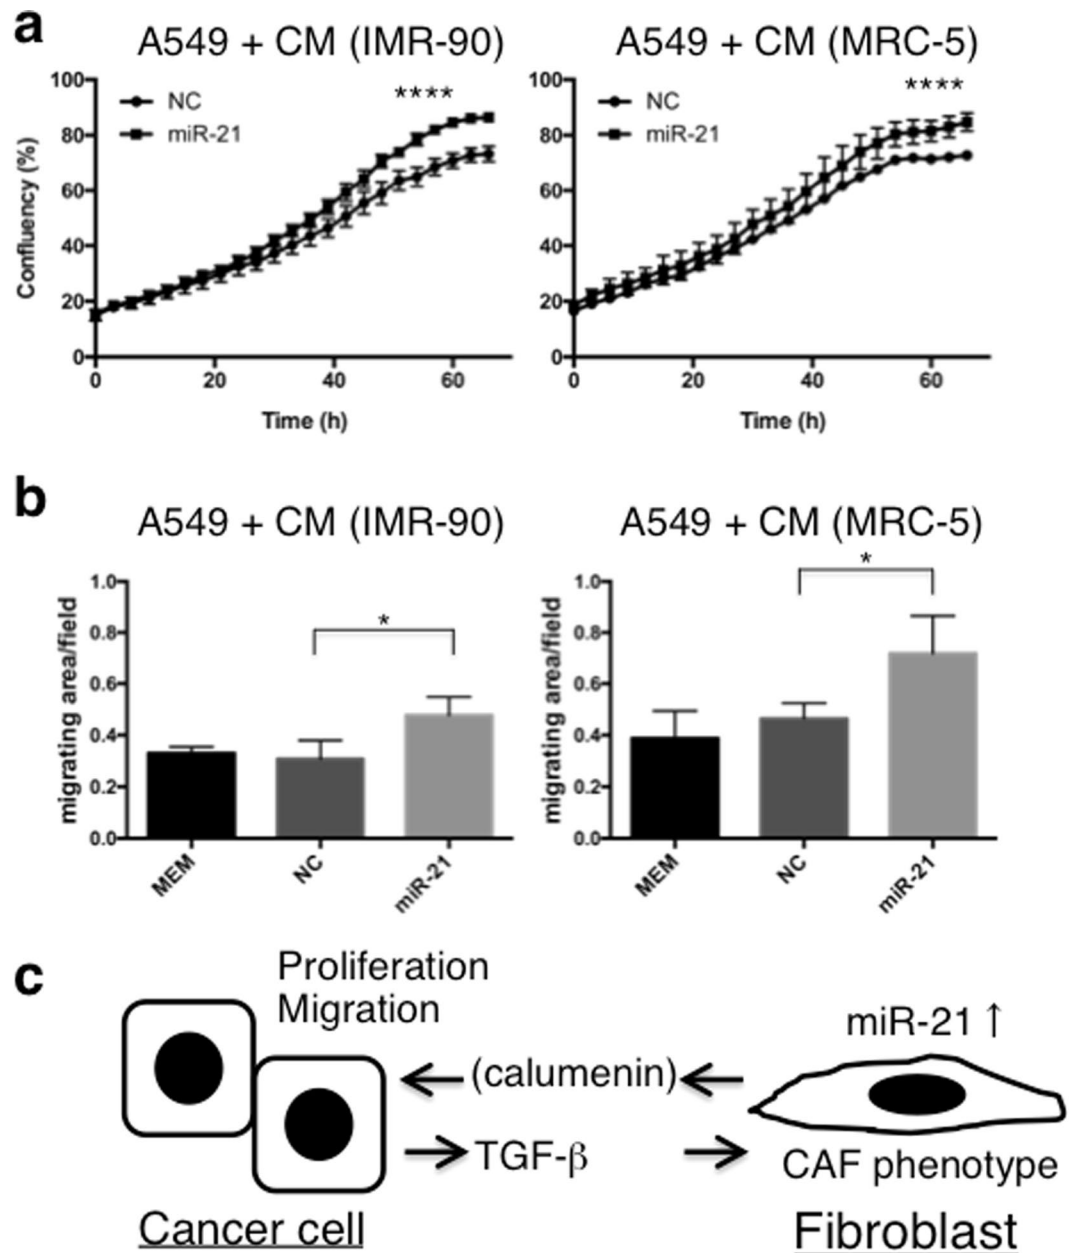 a
A549 + CM (IMR-90)
A549 + CM (MRC-5)
Confluency (%)
100
80
60
40
20
0
NC
miR-21
****
0 20 40 60
Time (h)
100
80
60
40
20
0
NC
miR-21
****
0 20 40 60
Time (h)
b
A549 + CM (IMR-90)
A549 + CM (MRC-5)
migrating area/field
1.0
0.8
0.6
0.4
0.2
0.0
*
MEM
NC
miR-21
migrating area/field
1.0
0.8
0.6
0.4
0.2
0.0
*
MEM
NC
miR-21
c
Proliferation
Migration
miR-21 ↑
(calumenin)
TGF-β
CAF phenotype
Cancer cell
Fibroblast